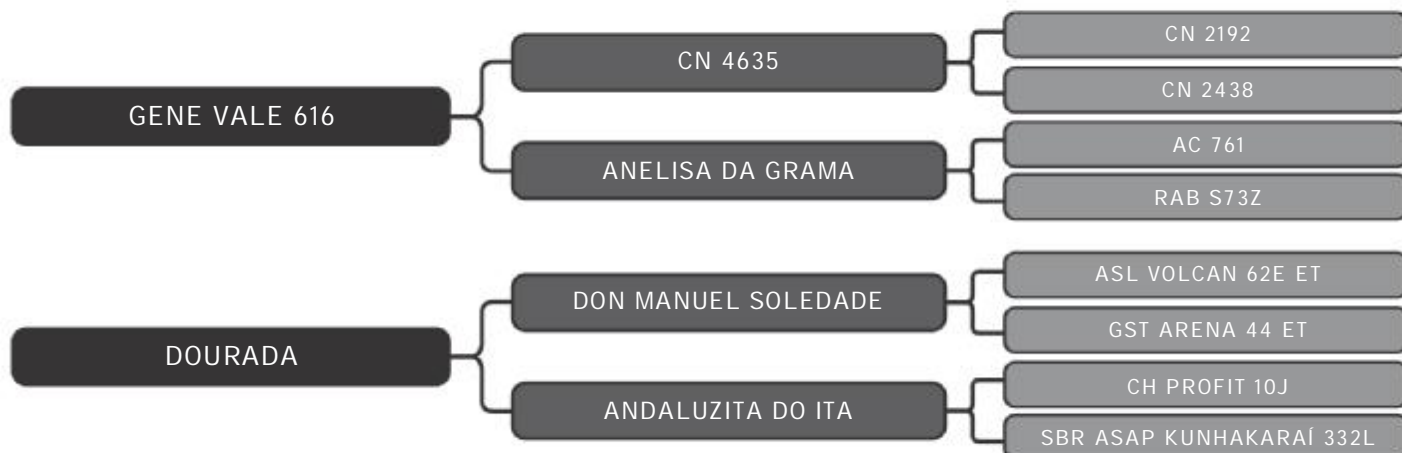 CN 2192
CN 4635
CN 2438
GENE VALE 616
AC 761
ANELISA DA GRAMA
RAB S73Z
ASL VOLCAN 62E ET
DON MANUEL SOLEDADE
GST ARENA 44 ET
DOURADA
CH PROFIT 10J
ANDALUZITA DO ITA
SBR ASAP KUNHAKARAÍ 332L